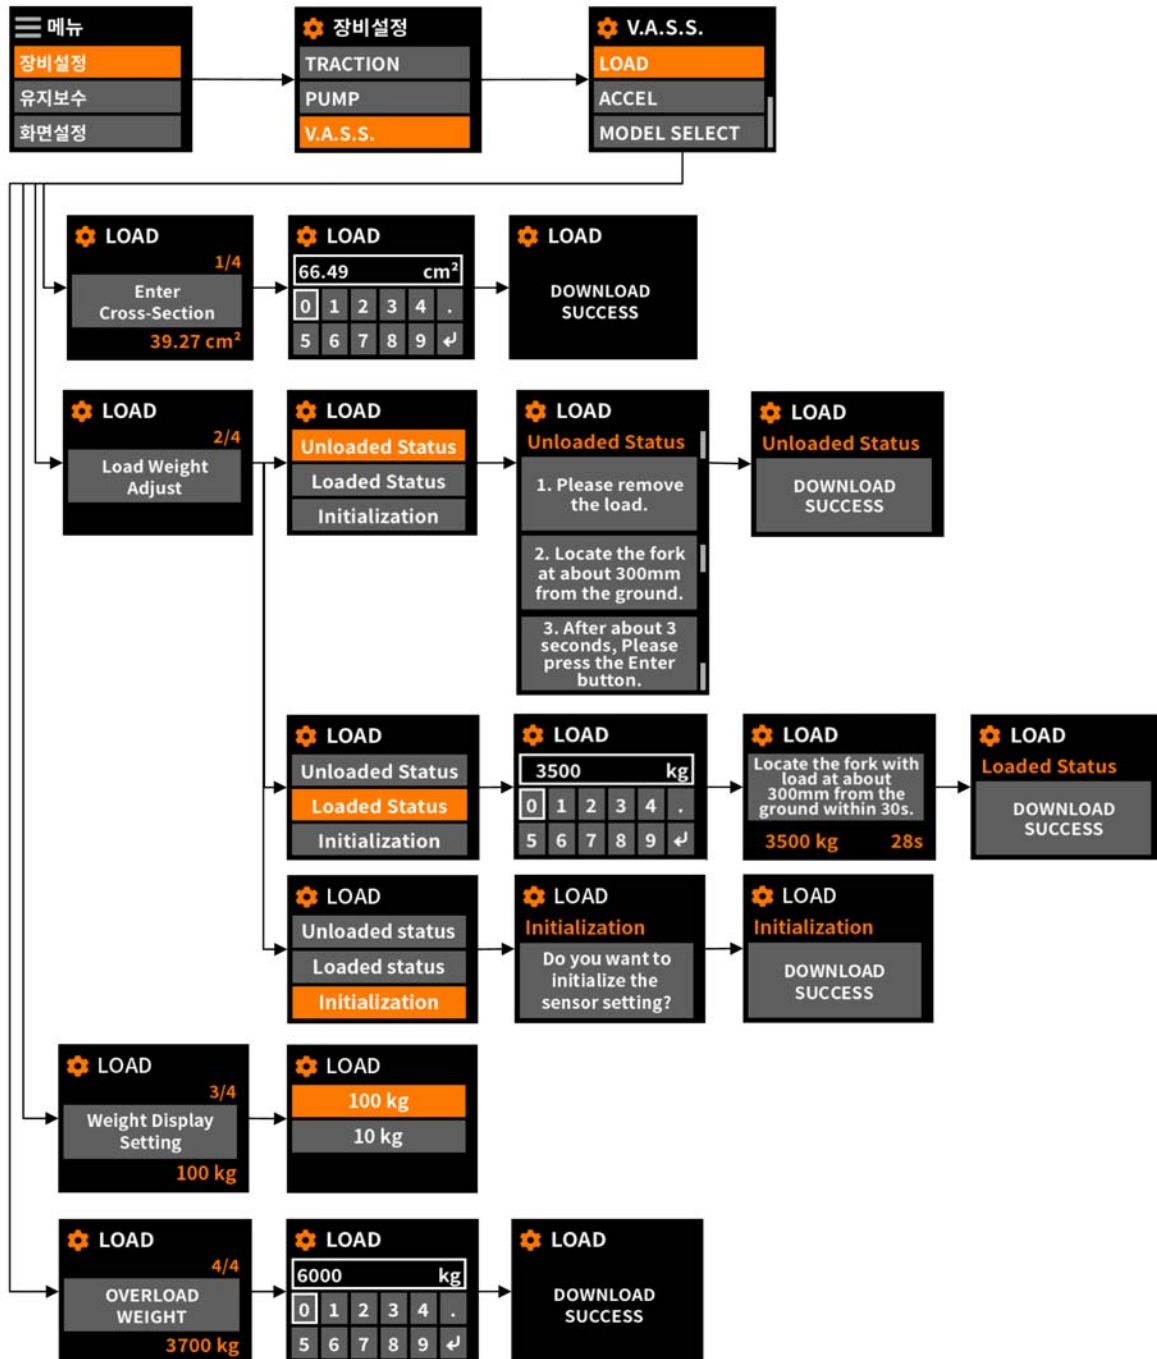 메뉴
장비설정
유지보수
화면설정
장비설정
TRACTION
PUMP
V.A.S.S.
V.A.S.S.
LOAD
ACCEL
MODEL SELECT
LOAD
1/4
Enter
Cross-Section
39.27 cm²
LOAD
66.49 cm²
0 1 2 3 4 .
5 6 7 8 9 ↵
LOAD
DOWNLOAD
SUCCESS
LOAD
2/4
Load Weight
Adjust
LOAD
Unloaded Status
Loaded Status
Initialization
LOAD
Unloaded Status
1. Please remove
the load.
2. Locate the fork
at about 300mm
from the ground.
3. After about 3
seconds, Please
press the Enter
button.
LOAD
Unloaded Status
DOWNLOAD
SUCCESS
LOAD
Unloaded Status
Loaded Status
Initialization
LOAD
3500 kg
0 1 2 3 4 .
5 6 7 8 9 ↵
LOAD
Locate the fork with
load at about
300mm from the
ground within 30s.
3500 kg 28s
LOAD
Loaded Status
DOWNLOAD
SUCCESS
LOAD
Unloaded status
Loaded status
Initialization
LOAD
Initialization
Do you want to
initialize the
sensor setting?
LOAD
Initialization
DOWNLOAD
SUCCESS
LOAD
3/4
Weight Display
Setting
100 kg
LOAD
100 kg
10 kg
LOAD
4/4
OVERLOAD
WEIGHT
3700 kg
LOAD
6000 kg
0 1 2 3 4 .
5 6 7 8 9 ↵
LOAD
DOWNLOAD
SUCCESS